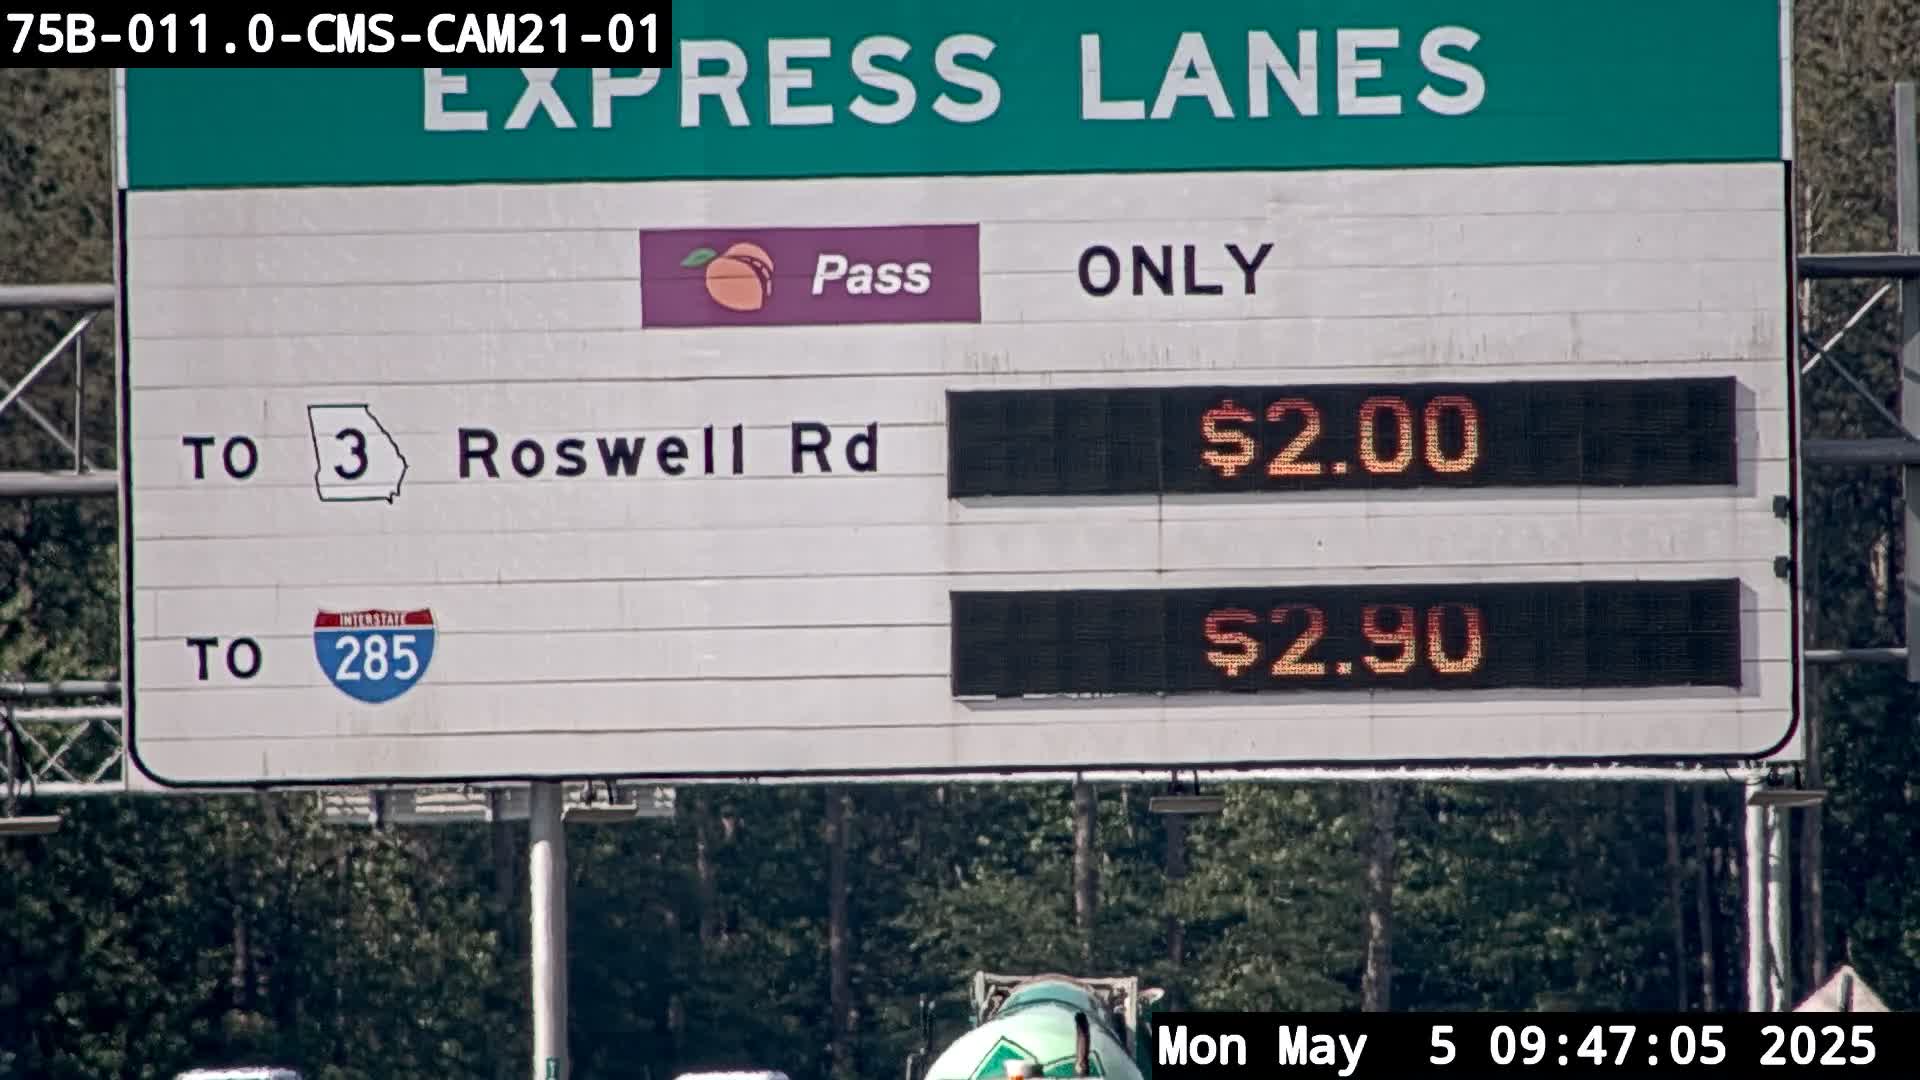 75B-011.0-CMS-CAM21-01
EXPRESS LANES
Pass ONLY
TO 3 Roswell Rd $2.00
INTERSTATE
TO 285 $2.90
Mon May 5 09:47:05 2025